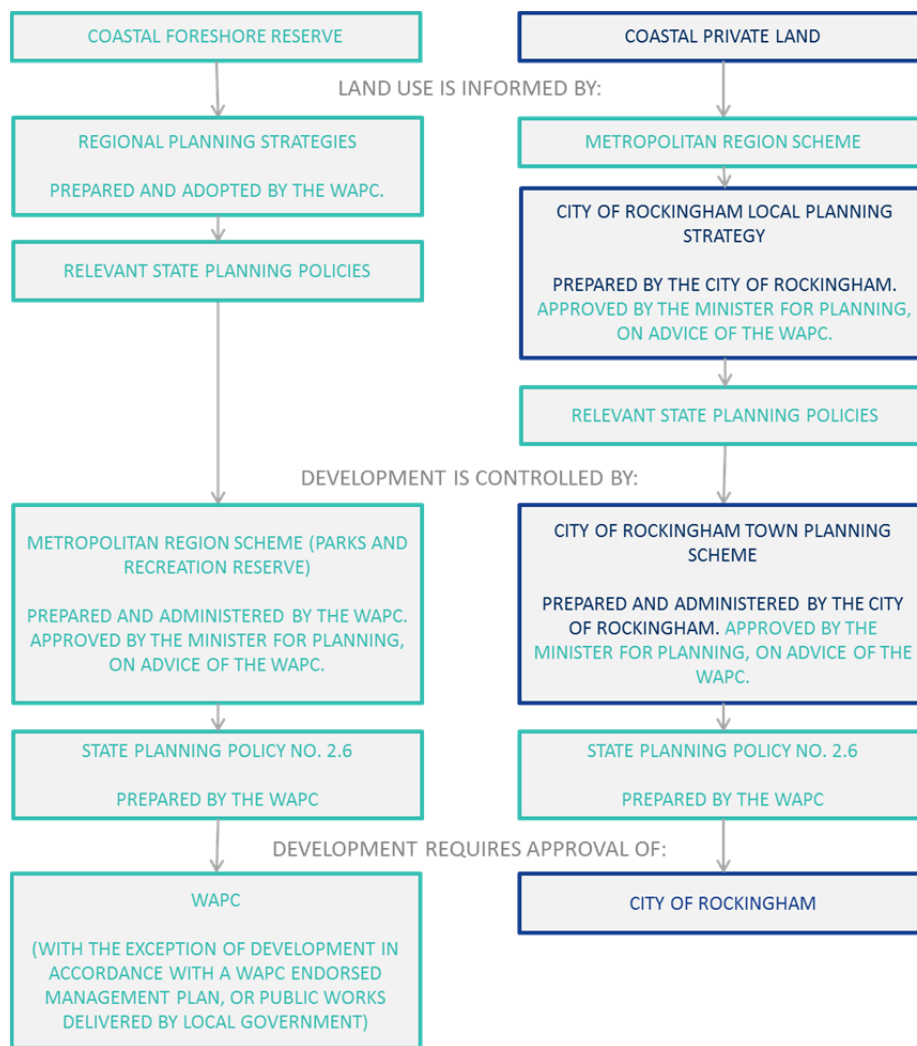 COASTAL FORESHORE RESERVE
COASTAL PRIVATE LAND
LAND USE IS INFORMED BY:
REGIONAL PLANNING STRATEGIES
PREPARED AND ADOPTED BY THE WAPC.
RELEVANT STATE PLANNING POLICIES
METROPOLITAN REGION SCHEME
CITY OF ROCKINGHAM LOCAL PLANNING
STRATEGY
PREPARED BY THE CITY OF ROCKINGHAM.
APPROVED BY THE MINISTER FOR PLANNING,
ON ADVICE OF THE WAPC.
RELEVANT STATE PLANNING POLICIES
DEVELOPMENT IS CONTROLLED BY:
METROPOLITAN REGION SCHEME (PARKS AND
RECREATION RESERVE)
PREPARED AND ADMINISTERED BY THE WAPC.
APPROVED BY THE MINISTER FOR PLANNING,
ON ADVICE OF THE WAPC.
STATE PLANNING POLICY NO. 2.6
PREPARED BY THE WAPC
CITY OF ROCKINGHAM TOWN PLANNING
SCHEME
PREPARED AND ADMINISTERED BY THE CITY
OF ROCKINGHAM. APPROVED BY THE
MINISTER FOR PLANNING, ON ADVICE OF THE
WAPC.
STATE PLANNING POLICY NO. 2.6
PREPARED BY THE WAPC
DEVELOPMENT REQUIRES APPROVAL OF:
WAPC
(WITH THE EXCEPTION OF DEVELOPMENT IN
ACCORDANCE WITH A WAPC ENDORSED
MANAGEMENT PLAN, OR PUBLIC WORKS
DELIVERED BY LOCAL GOVERNMENT)
CITY OF ROCKINGHAM